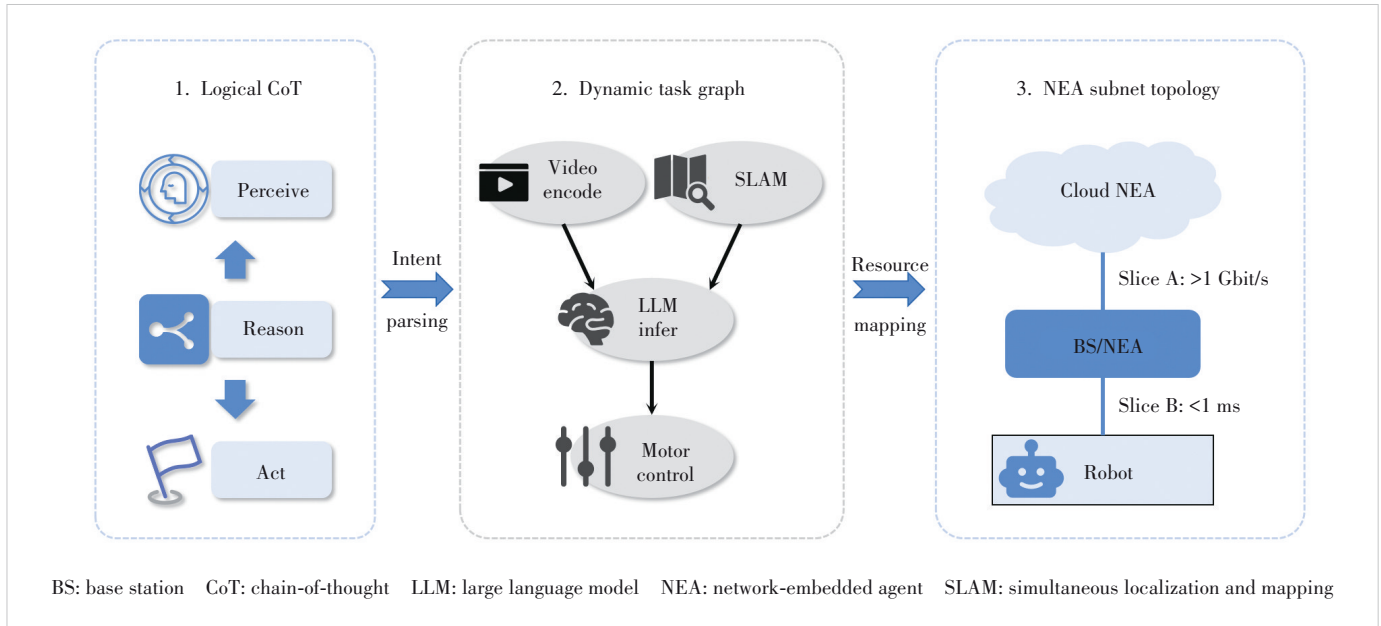 1. Logical CoT
Perceive
Reason
Act
Intent
parsing
2. Dynamic task graph
Video
encode
SLAM
LLM
infer
Motor
control
Resource
mapping
3. NEA subnet topology
Cloud NEA
Slice A: >1 Gbit/s
BS/NEA
Slice B: <1 ms
Robot
BS: base station CoT: chain-of-thought LLM: large language model NEA: network-embedded agent SLAM: simultaneous localization and mapping